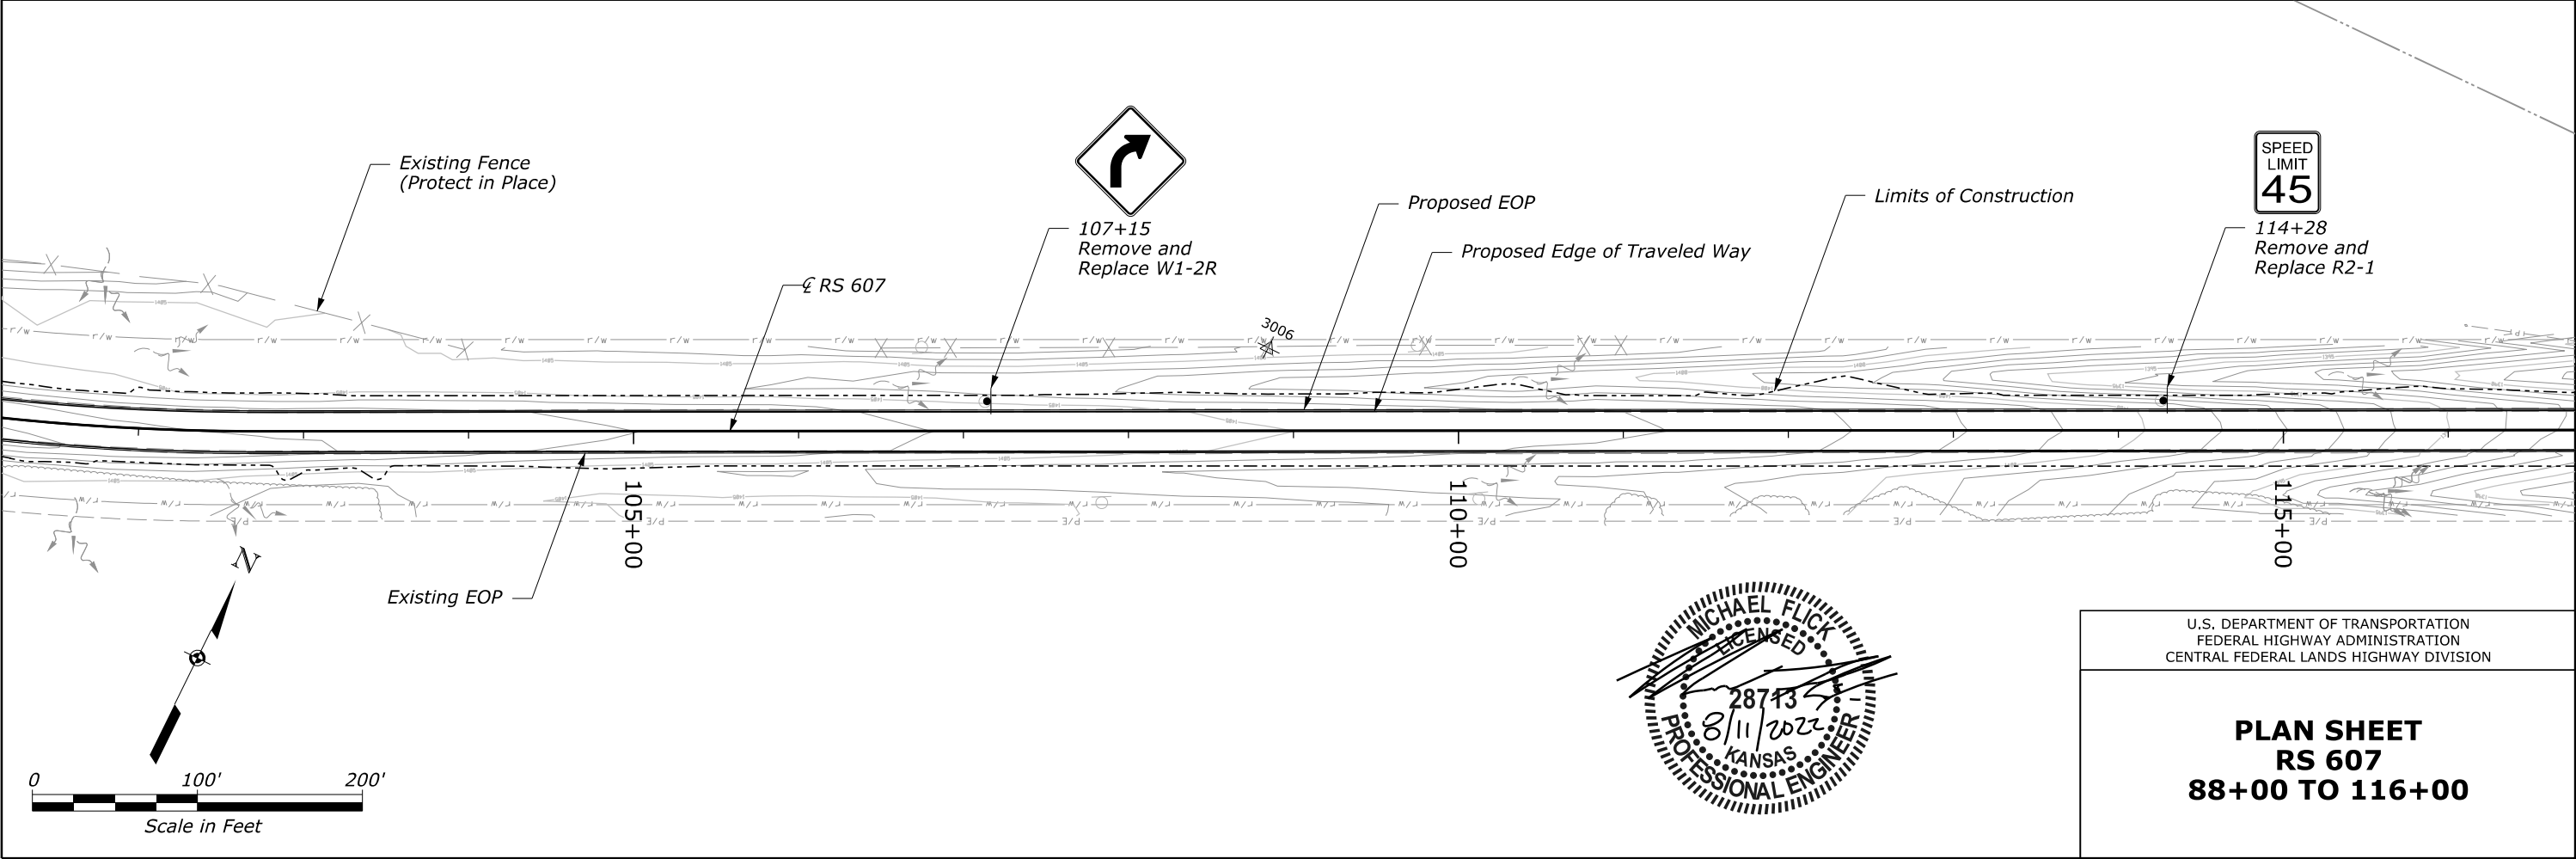 Existing Fence
(Protect in Place)
℄ RS 607
107+15
Remove and
Replace W1-2R
3006
Proposed EOP
Proposed Edge of Traveled Way
Limits of Construction
SPEED
LIMIT
45
114+28
Remove and
Replace R2-1
r/w r/w r/w r/w r/w r/w r/w r/w r/w r/w r/w r/w r/w r/w r/w r/w r/w r/w r/w r/w r/w r/w r/w r/w r/w r/w r/w r/w r/w r/w
P/E P/E P/E P/E P/E P/E
105+00
110+00
115+00
Existing EOP
N
0 100' 200'
Scale in Feet
MICHAEL FLICK
LICENSED
28713
8/11/2022
KANSAS
PROFESSIONAL ENGINEER
U.S. DEPARTMENT OF TRANSPORTATION
FEDERAL HIGHWAY ADMINISTRATION
CENTRAL FEDERAL LANDS HIGHWAY DIVISION
PLAN SHEET
RS 607
88+00 TO 116+00